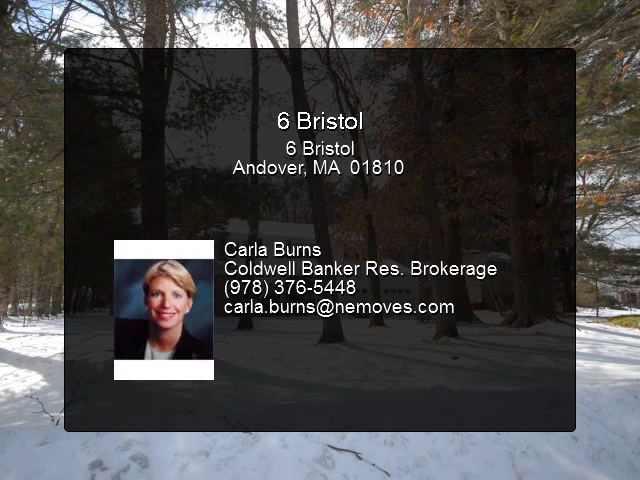 6 Bristol
6 Bristol
Andover, MA  01810
Carla Burns
Coldwell Banker Res. Brokerage
(978) 376-5448
carla.burns@nemoves.com